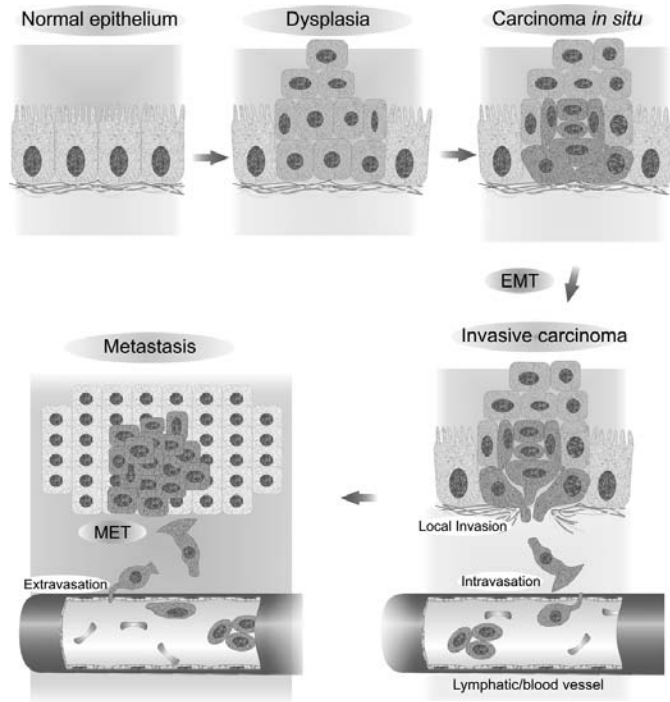 Normal epithelium
Dysplasia
Carcinoma in situ
EMT
Invasive carcinoma
Local Invasion
Intravasation
Lymphatic/blood vessel
Metastasis
MET
Extravasation